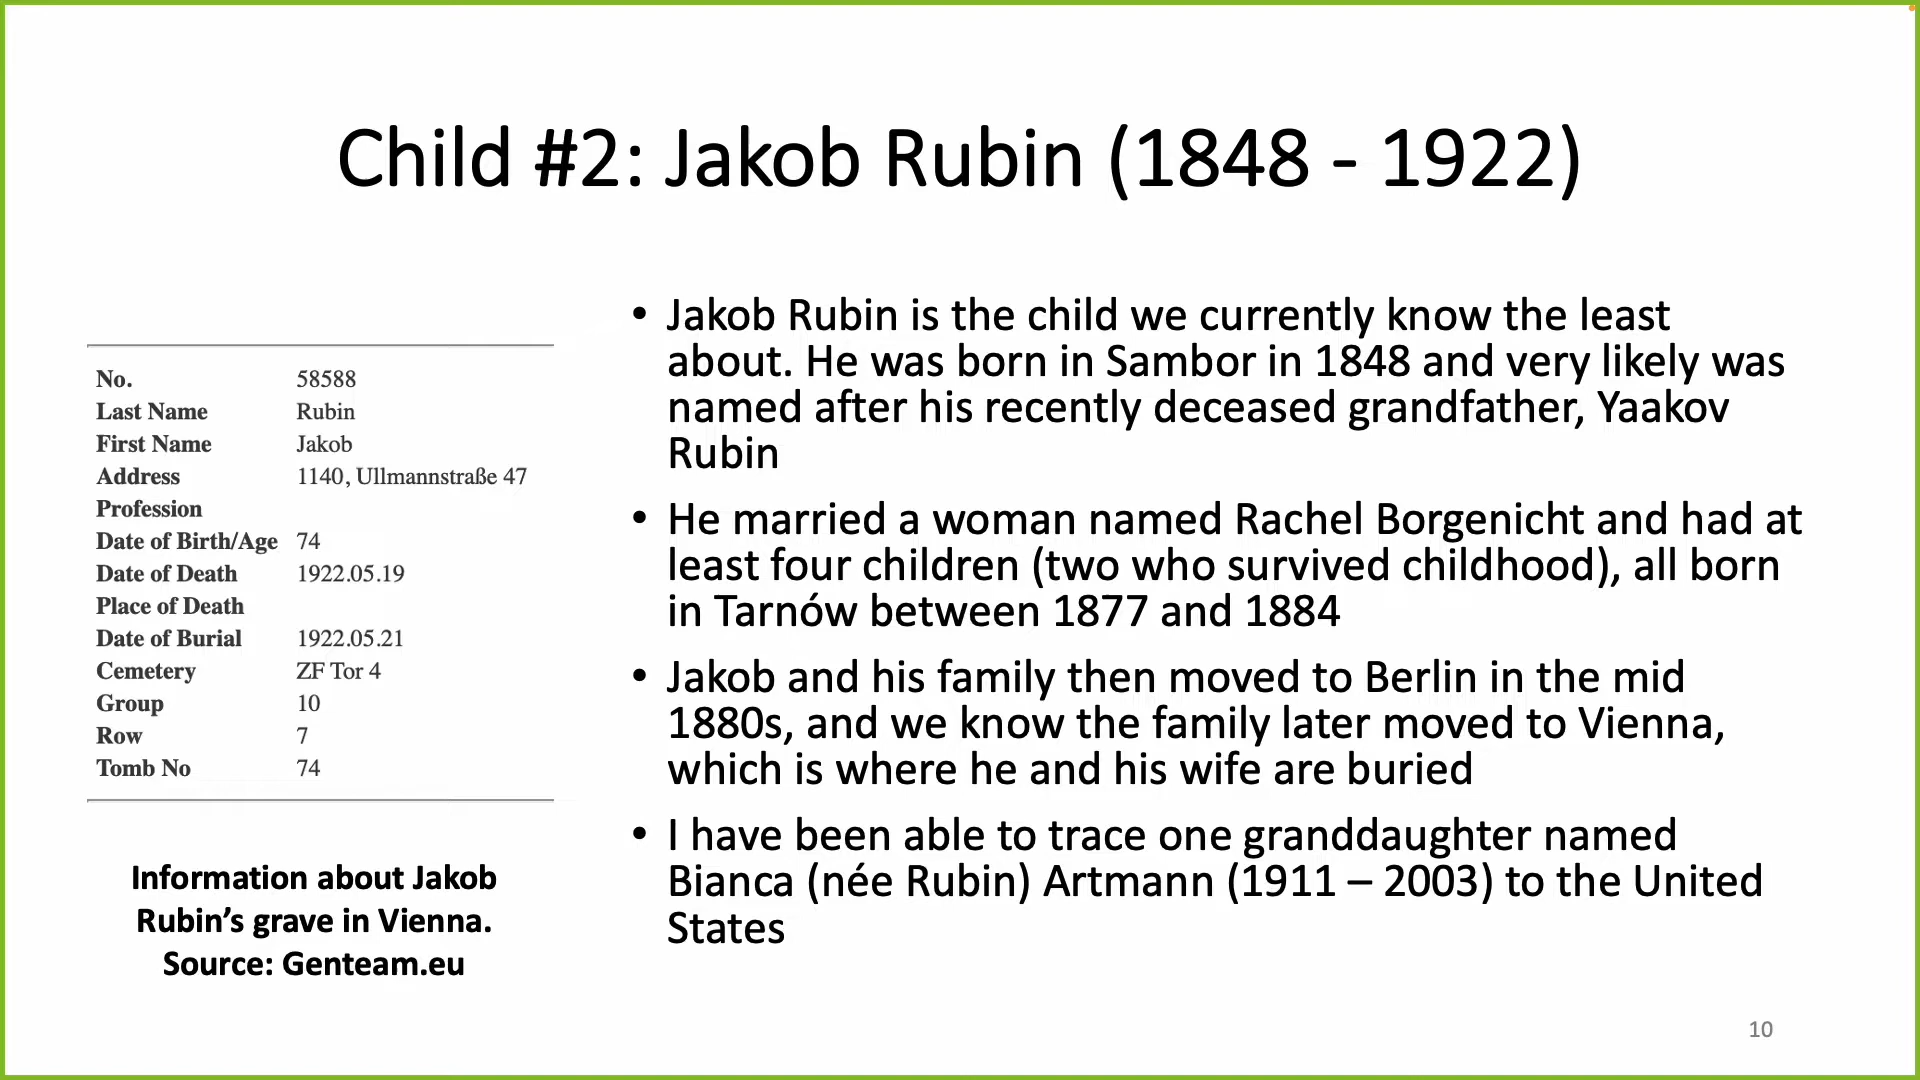 Child #2: Jakob Rubin (1848 - 1922)
No. 58588
Last Name Rubin
First Name Jakob
Address 1140, Ullmannstraße 47
Profession
Date of Birth/Age 74
Date of Death 1922.05.19
Place of Death
Date of Burial 1922.05.21
Cemetery ZF Tor 4
Group 10
Row 7
Tomb No 74
Information about Jakob
Rubin’s grave in Vienna.
Source: Genteam.eu
• Jakob Rubin is the child we currently know the least
about. He was born in Sambor in 1848 and very likely was
named after his recently deceased grandfather, Yaakov
Rubin
• He married a woman named Rachel Borgenicht and had at
least four children (two who survived childhood), all born
in Tarnów between 1877 and 1884
• Jakob and his family then moved to Berlin in the mid
1880s, and we know the family later moved to Vienna,
which is where he and his wife are buried
• I have been able to trace one granddaughter named
Bianca (née Rubin) Artmann (1911 – 2003) to the United
States
10